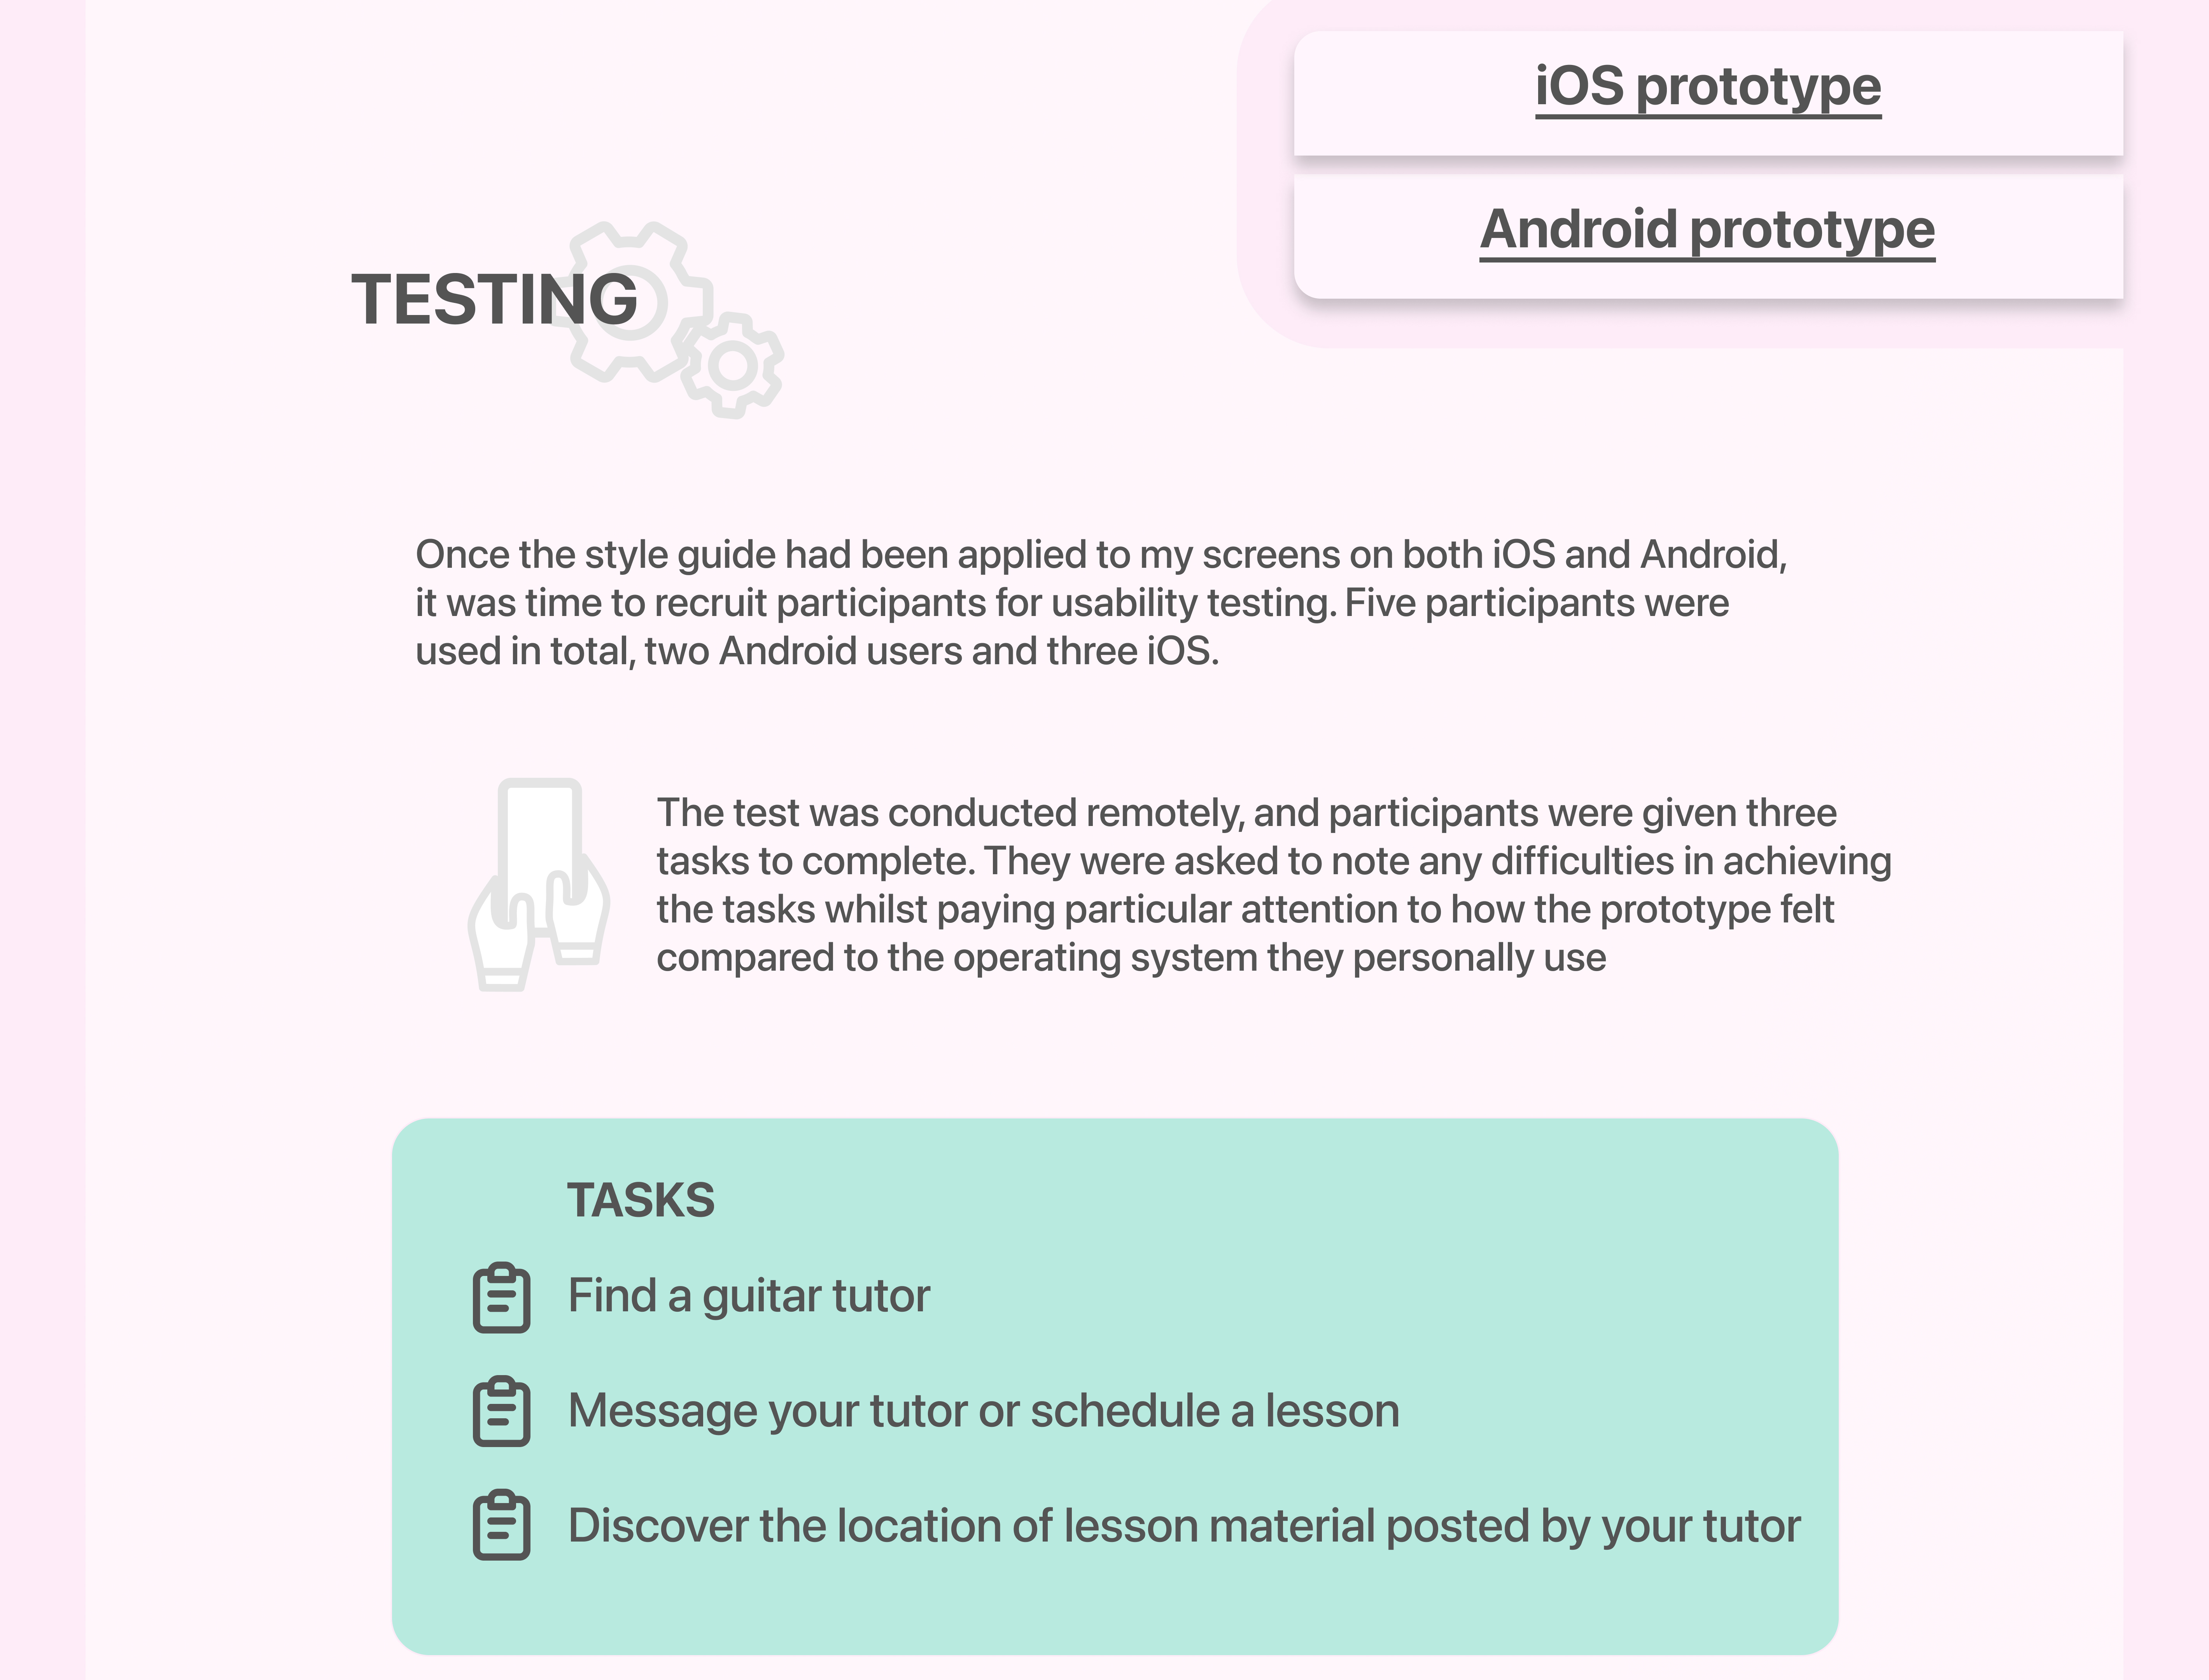 iOS prototype
Android prototype
TESTING
Once the style guide had been applied to my screens on both iOS and Android,
it was time to recruit participants for usability testing. Five participants were
used in total, two Android users and three iOS.
The test was conducted remotely, and participants were given three
tasks to complete. They were asked to note any difficulties in achieving
the tasks whilst paying particular attention to how the prototype felt
compared to the operating system they personally use
TASKS
Find a guitar tutor
Message your tutor or schedule a lesson
Discover the location of lesson material posted by your tutor